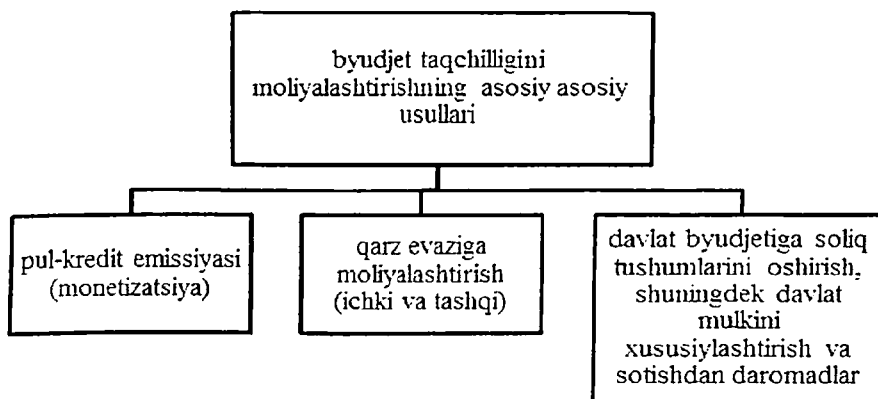 byudjet taqchilligini
moliyalashtirishning asosiy asosiy
usullari
pul-kredit emissiyasi
(monetizatsiya)
qarz evaziga
moliyalashtirish
(ichki va tashqi)
davlat byudjetiga soliq
tushumlarini oshirish,
shuningdek davlat
mulkini
xususiylashtirish va
sotishdan daromadlar